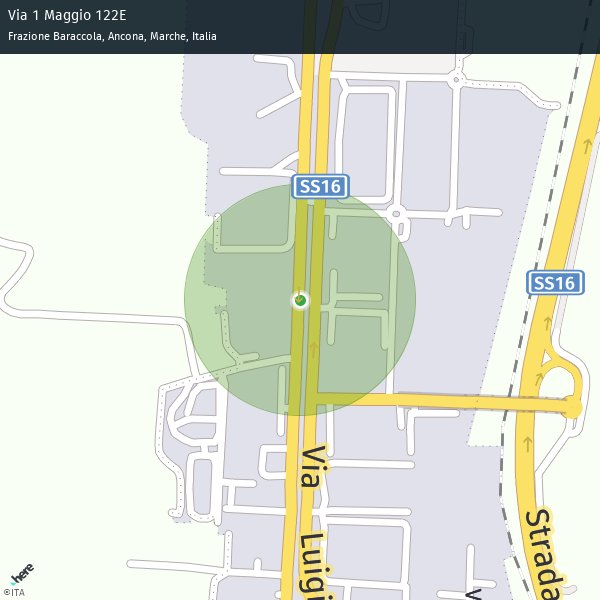 Via 1 Maggio 122E
Frazione Baraccola, Ancona, Marche, Italia
SS16
SS16
Via Luigi
Strada
v
here
©ITA